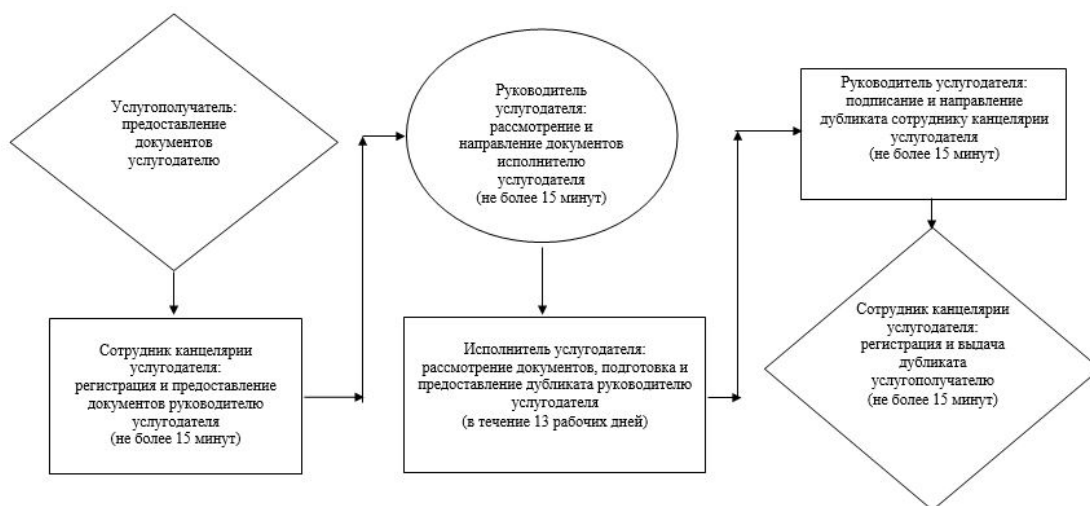 Услугополучатель:
предоставление
документов
услугодателю
Сотрудник канцелярии
услугодателя:
регистрация и предоставление
документов руководителю
услугодателя
(не более 15 минут)
Руководитель
услугодателя:
рассмотрение и
направление документов
исполнителю
услугодателя
(не более 15 минут)
Исполнитель услугодателя:
рассмотрение документов, подготовка и
предоставление дубликата руководителю
услугодателя
(в течение 13 рабочих дней)
Руководитель услугодателя:
подписание и направление
дубликата сотруднику канцелярии
услугодателя
(не более 15 минут)
Сотрудник канцелярии
услугодателя:
регистрация и выдача
дубликата
услугополучателю
(не более 15 минут)